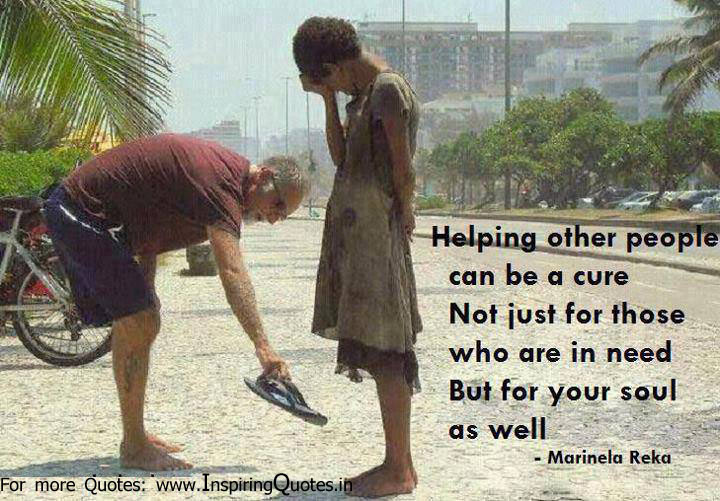 Helping other people
can be a cure
Not just for those
who are in need
But for your soul
as well
- Marinela Reka
For more Quotes: www.InspiringQuotes.in